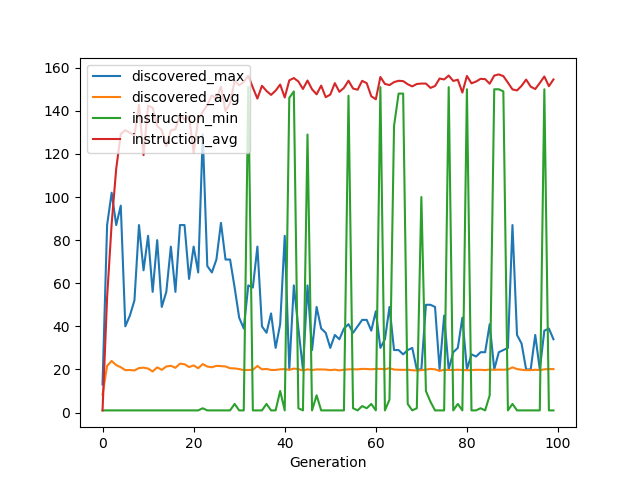 160
140
120
100
80
60
40
20
0
discovered_max
discovered_avg
instruction_min
instruction_avg
0 20 40 60 80 100
Generation